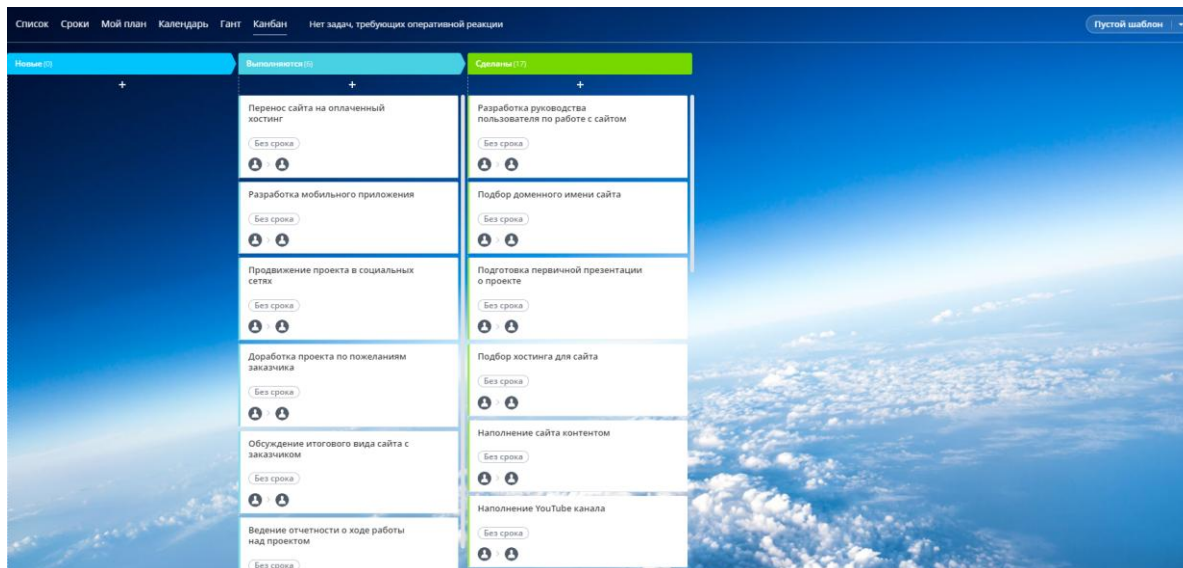 Список Сроки Мой план Календарь Гант Канбан Нет задач, требующих оперативной реакции Пустой шаблон
Новые (0)
+
Выполняются (6)
+
Перенос сайта на оплаченный
хостинг
Без срока
Разработка мобильного приложения
Без срока
Продвижение проекта в социальных
сетях
Без срока
Доработка проекта по пожеланиям
заказчика
Без срока
Обсуждение итогового вида сайта с
заказчиком
Без срока
Ведение отчетности о ходе работы
над проектом
Без срока
Сделаны (17)
+
Разработка руководства
пользователя по работе с сайтом
Без срока
Подбор доменного имени сайта
Без срока
Подготовка первичной презентации
о проекте
Без срока
Подбор хостинга для сайта
Без срока
Наполнение сайта контентом
Без срока
Наполнение YouTube канала
Без срока